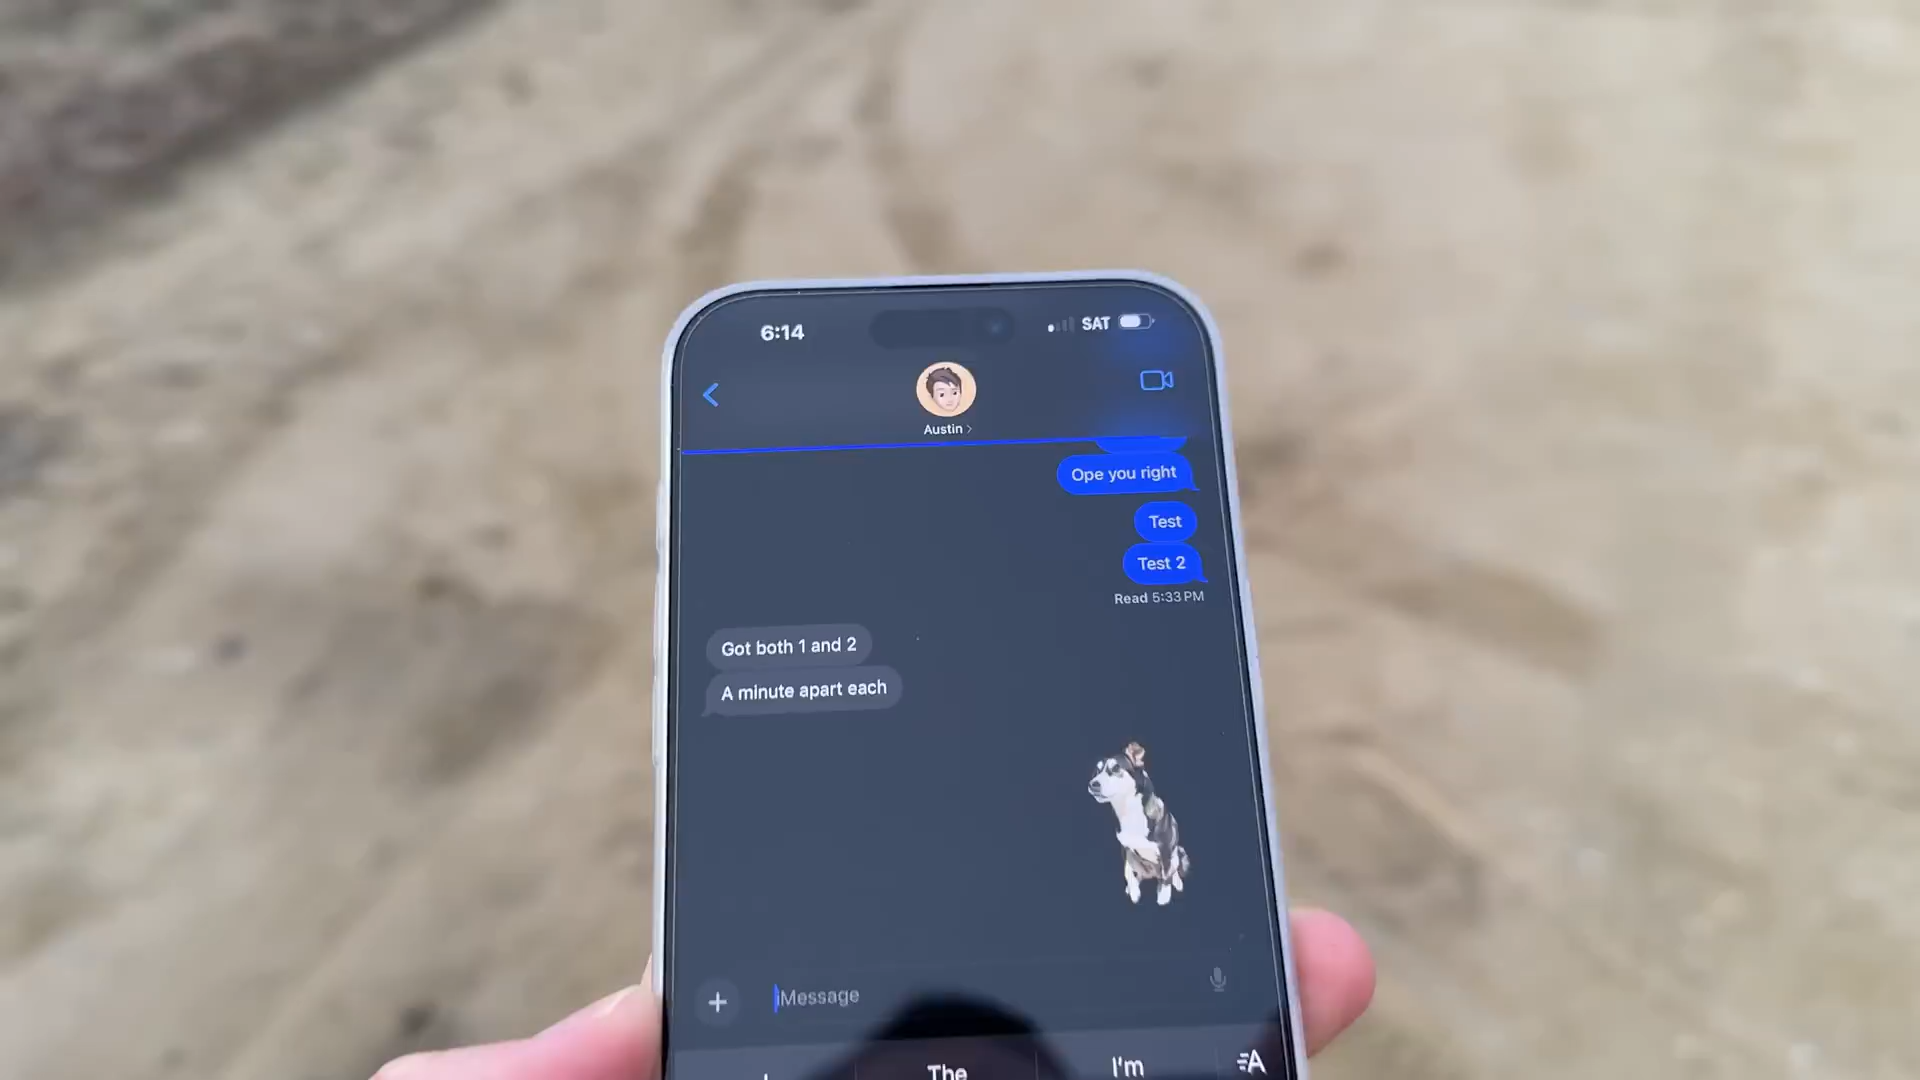 6:14
SAT
Austin
Ope you right
Test
Test 2
Read 5:33 PM
Got both 1 and 2
A minute apart each
iMessage
The
I'm